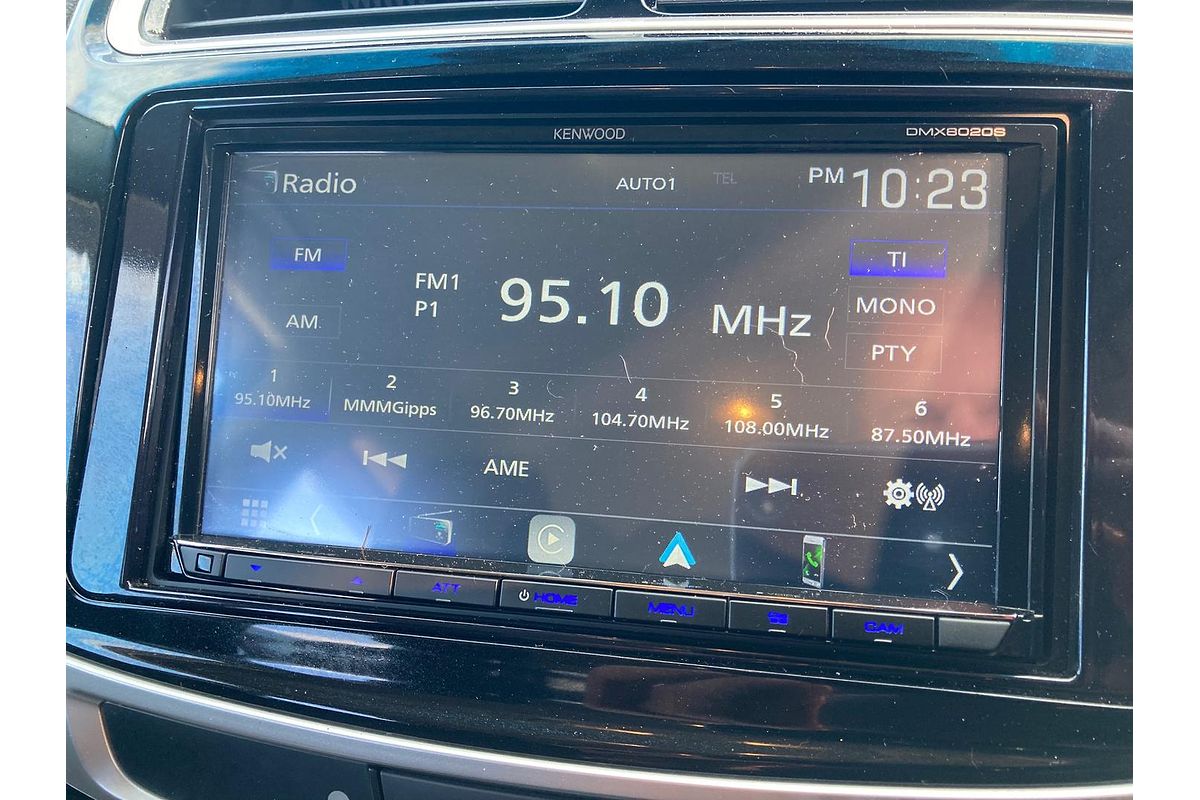 KENWOOD
DMX8020S
Radio
AUTO1
TEL
PM 10:23
FM
FM1
P1
95.10 MHz
TI
AM
MONO
PTY
1 2 3 4 5 6
95.10MHz MMMGipps 96.70MHz 104.70MHz 108.00MHz 87.50MHz
AME
ATT HOME MENU CAM